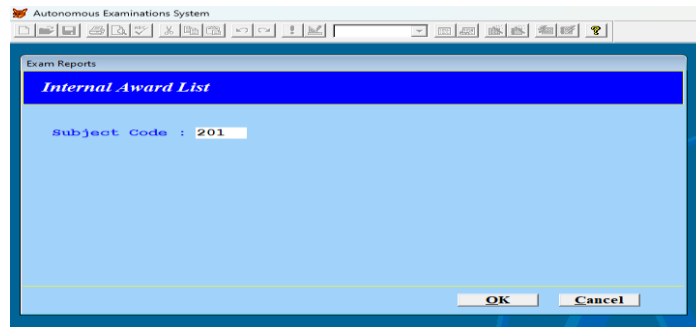 Autonomous Examinations System
Exam Reports
Internal Award List
Subject Code : 201
OK Cancel